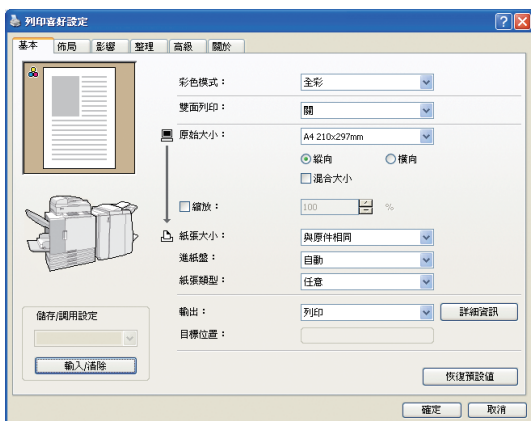 列印喜好設定
基本 佈局 影響 整理 高級 關於
彩色模式： 全彩
雙面列印： 關
原始大小： A4 210x297mm
縱向 橫向
混合大小
縮放： 100 %
紙張大小： 與原件相同
進紙盤： 自動
紙張類型： 任意
儲存/調用設定
輸入/清除
輸出： 列印 詳細資訊
目標位置：
恢復預設值
確定 取消